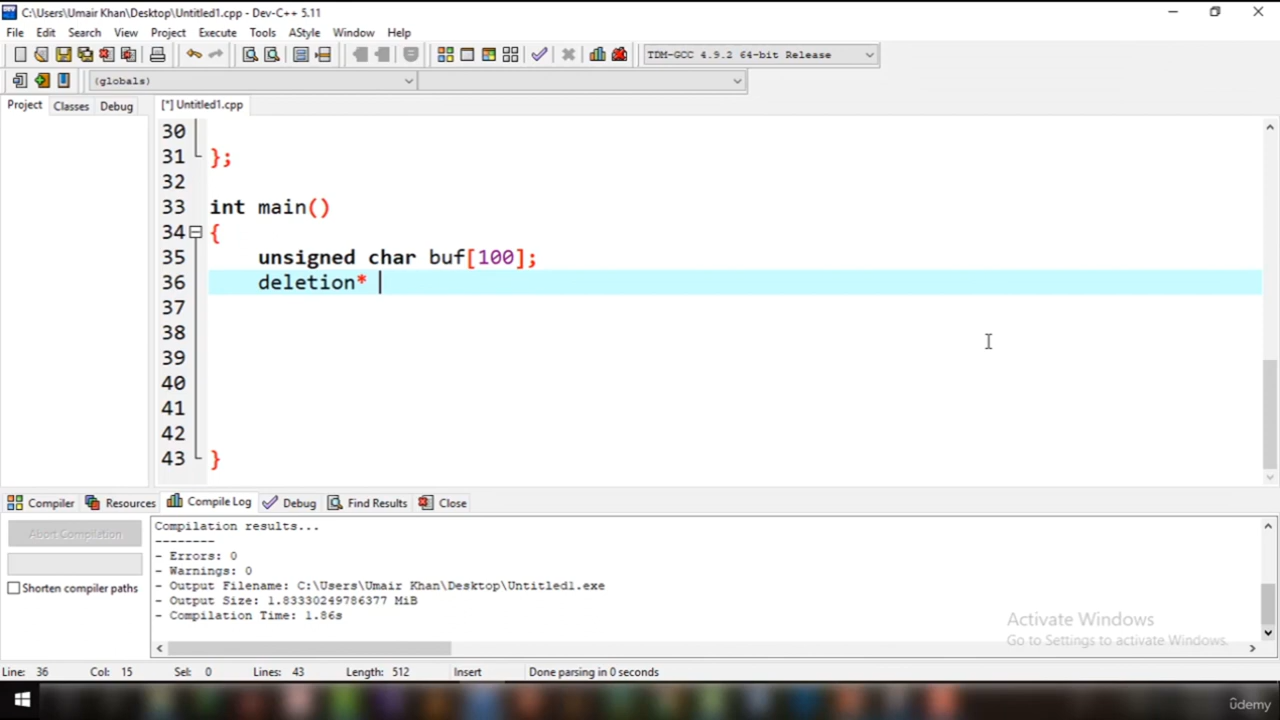 C:\Users\Umair Khan\Desktop\Untitled1.cpp - Dev-C++ 5.11
File Edit Search View Project Execute Tools AStyle Window Help
TDM-GCC 4.9.2 64-bit Release
(globals)
Project Classes Debug [*] Untitled1.cpp
30
31 };
32
33 int main()
34 {
35 unsigned char buf[100];
36 deletion*
37
38
39
40
41
42
43 }
Compiler Resources Compile Log Debug Find Results Close
Abort Compilation
Shorten compiler paths
Compilation results...
--------
- Errors: 0
- Warnings: 0
- Output Filename: C:\Users\Umair Khan\Desktop\Untitled1.exe
- Output Size: 1.83330249786377 MiB
- Compilation Time: 1.86s
Activate Windows
Go to Settings to activate Windows.
Line: 36 Col: 15 Sel: 0 Lines: 43 Length: 512 Insert Done parsing in 0 seconds
ûdemy